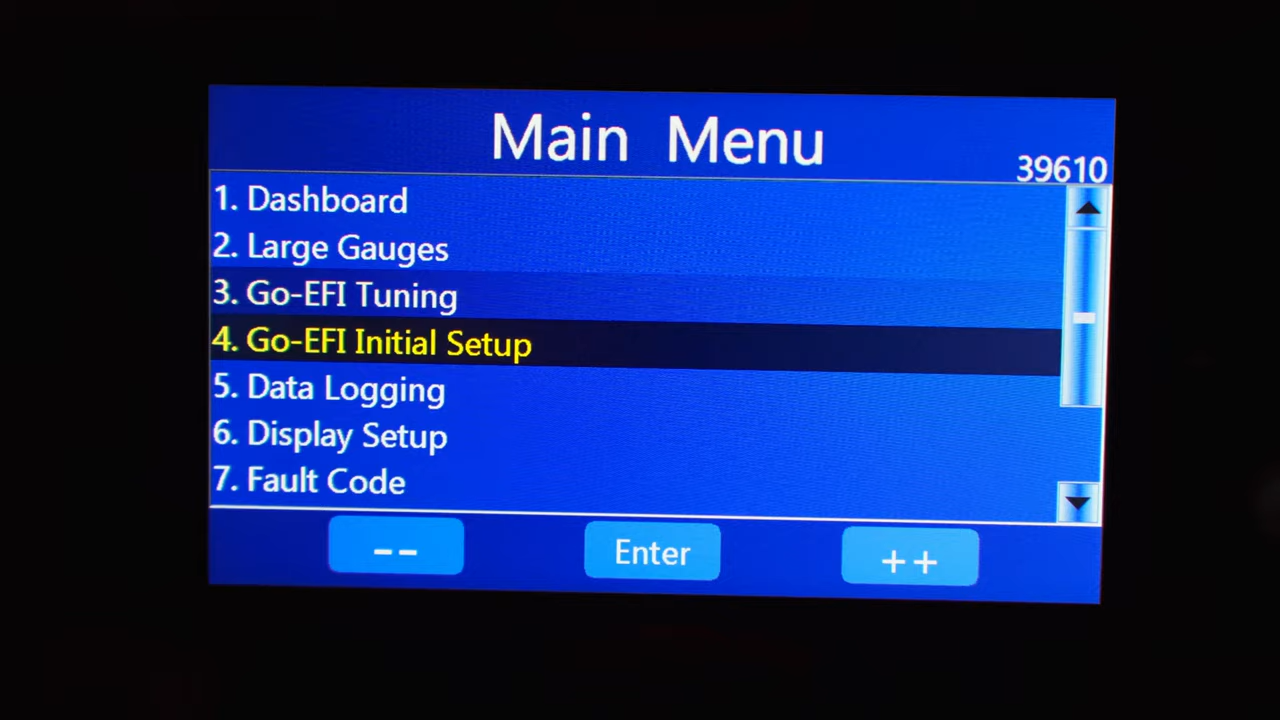 Main Menu
39610
1. Dashboard
2. Large Gauges
3. Go-EFI Tuning
4. Go-EFI Initial Setup
5. Data Logging
6. Display Setup
7. Fault Code
-- Enter ++